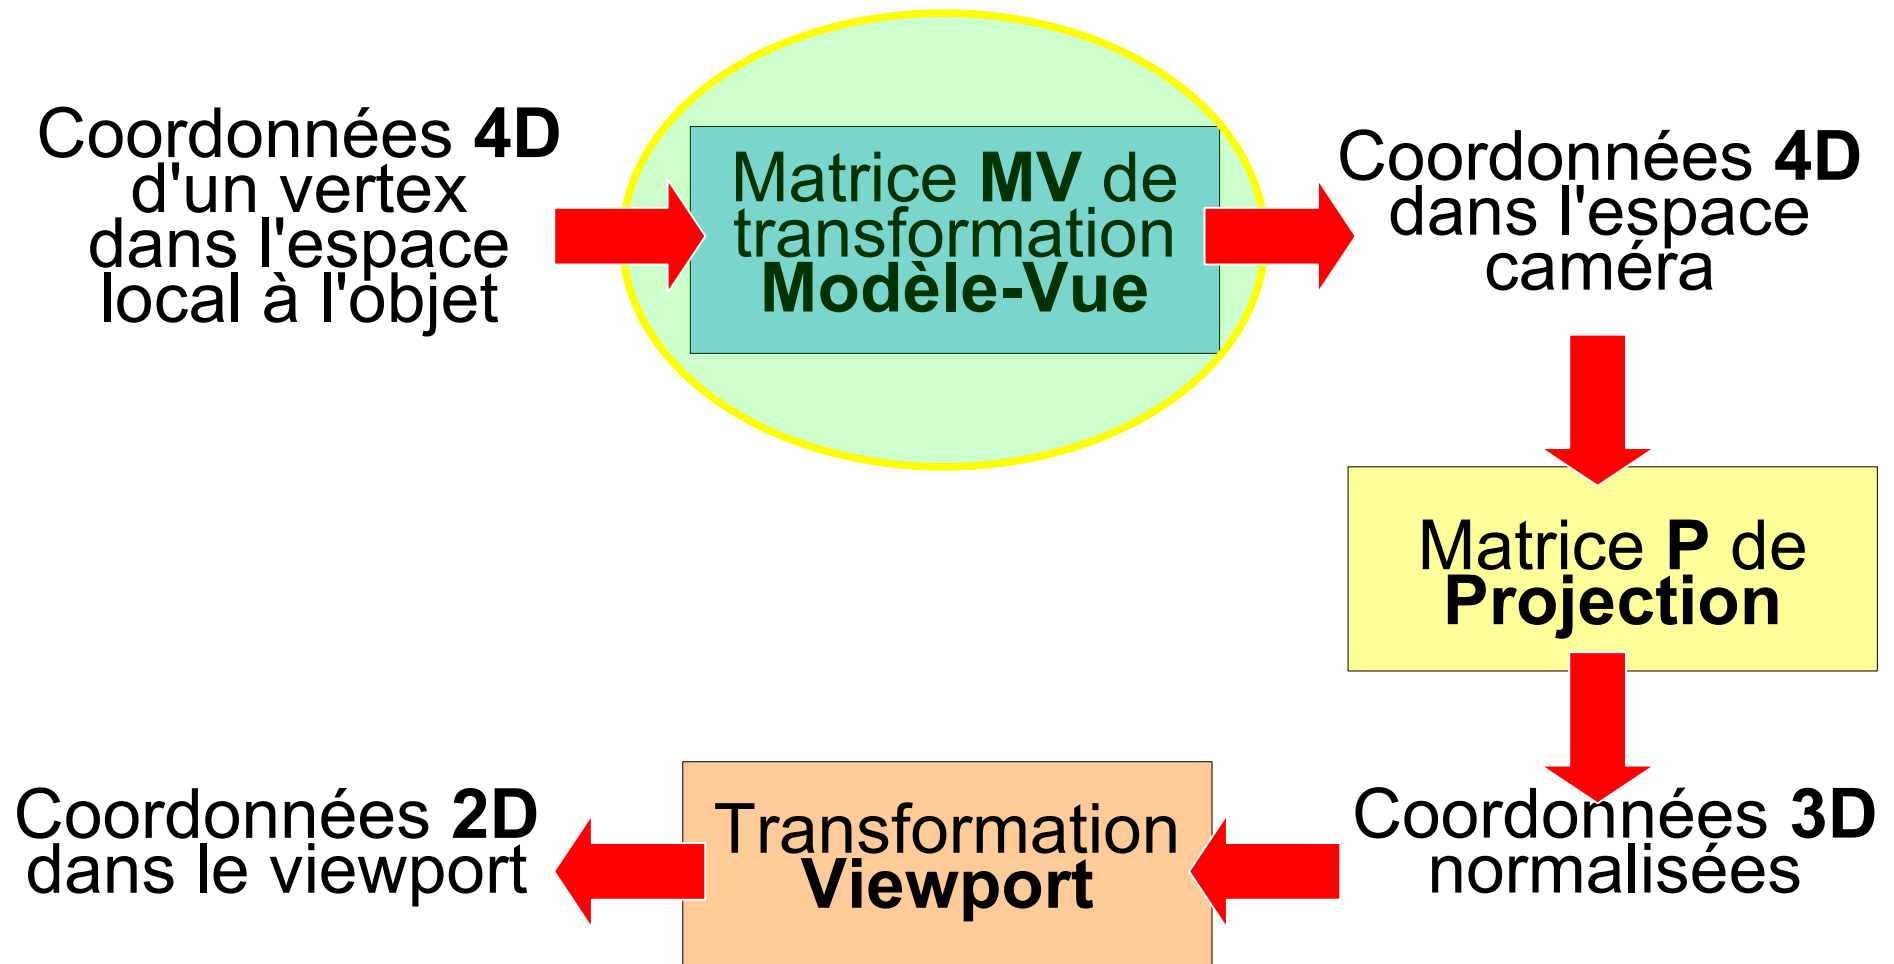 Coordonnées 4D
d'un vertex
dans l'espace
local à l'objet
Matrice MV de
transformation
Modèle-Vue
Coordonnées 4D
dans l'espace
caméra
Matrice P de
Projection
Coordonnées 3D
normalisées
Transformation
Viewport
Coordonnées 2D
dans le viewport